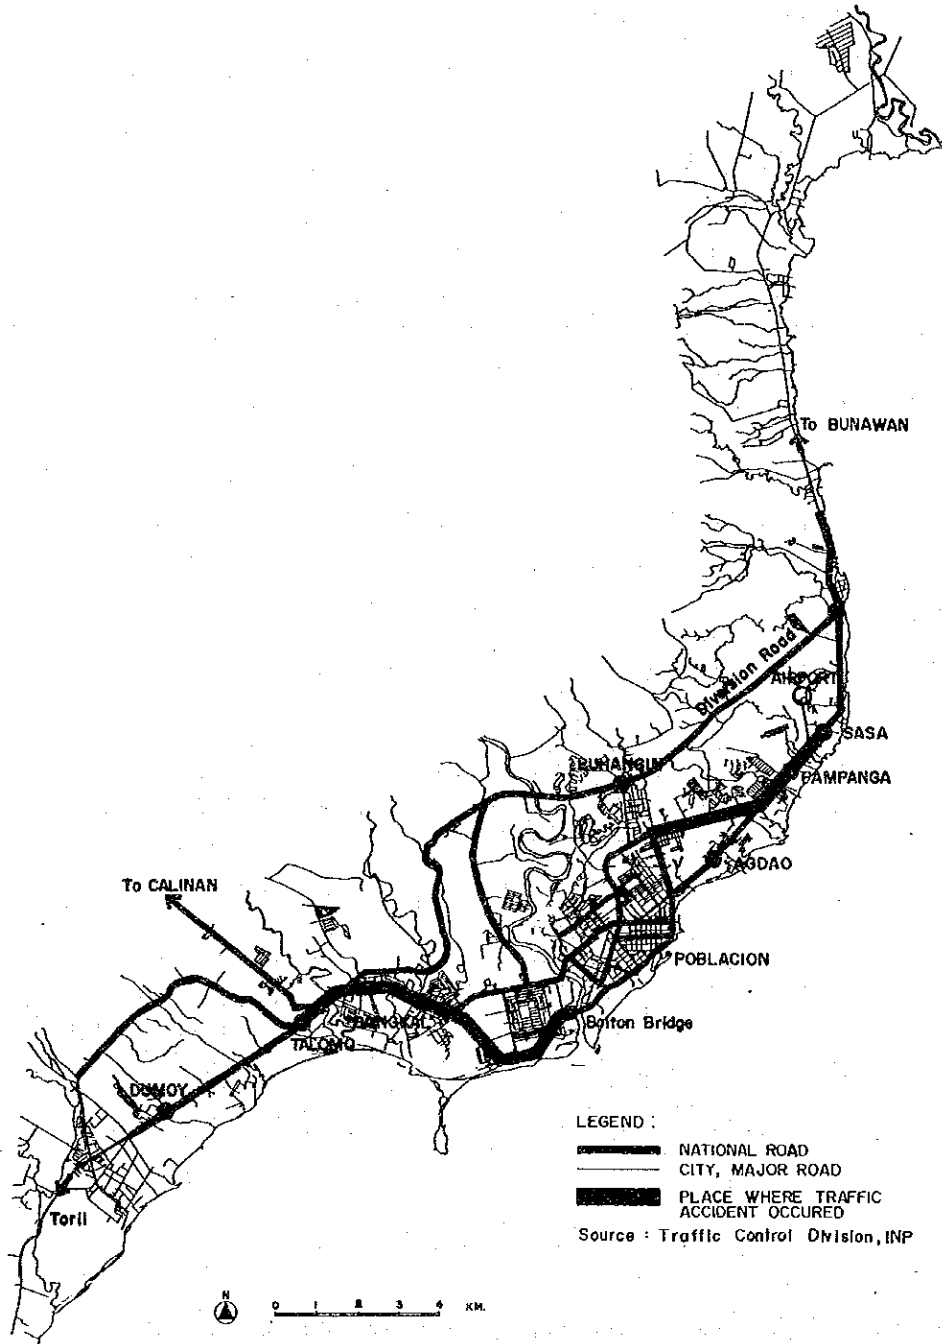 To BUNAWAN
Diversion Road
AIRPORT
SASA
BUHANGIN
PAMPANGA
AGDAO
To CALINAN
POBLACION
BANGKAL
Bolton Bridge
TALOMO
DUMOY
LEGEND :
NATIONAL ROAD
CITY, MAJOR ROAD
PLACE WHERE TRAFFIC
ACCIDENT OCCURED
Toril
Source : Traffic Control Division, INP
N
0 1 2 3 4 KM.